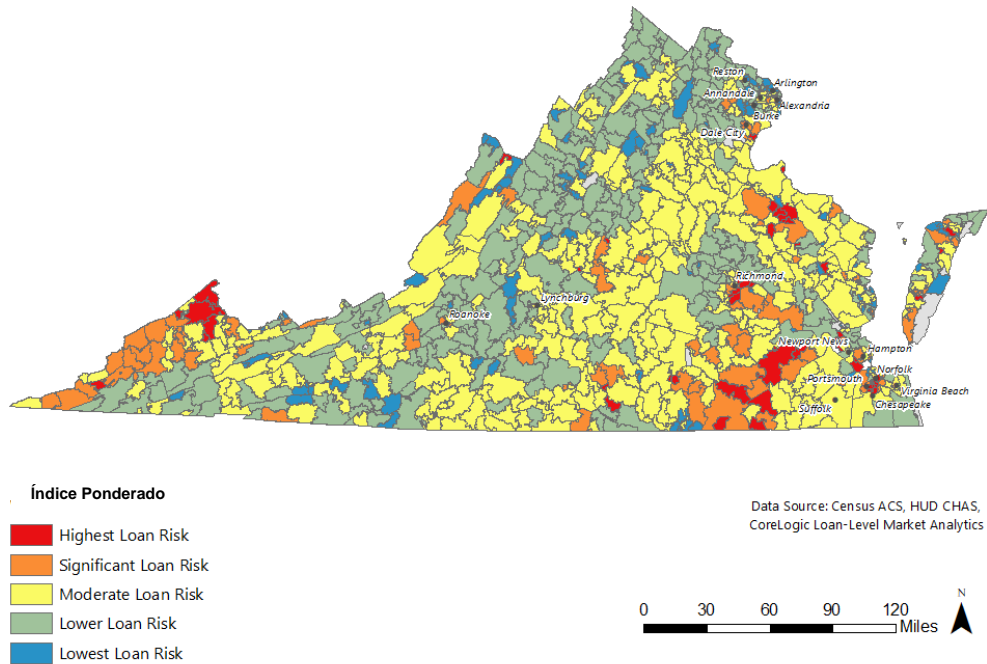 Reston
Arlington
Annandale
Alexandria
Burke
Dale City
Richmond
Lynchburg
Roanoke
Newport News
Hampton
Norfolk
Portsmouth
Virginia Beach
Suffolk
Chesapeake
Índice Ponderado
Highest Loan Risk
Significant Loan Risk
Moderate Loan Risk
Lower Loan Risk
Lowest Loan Risk
Data Source: Census ACS, HUD CHAS,
CoreLogic Loan-Level Market Analytics
N
0 30 60 90 120
Miles